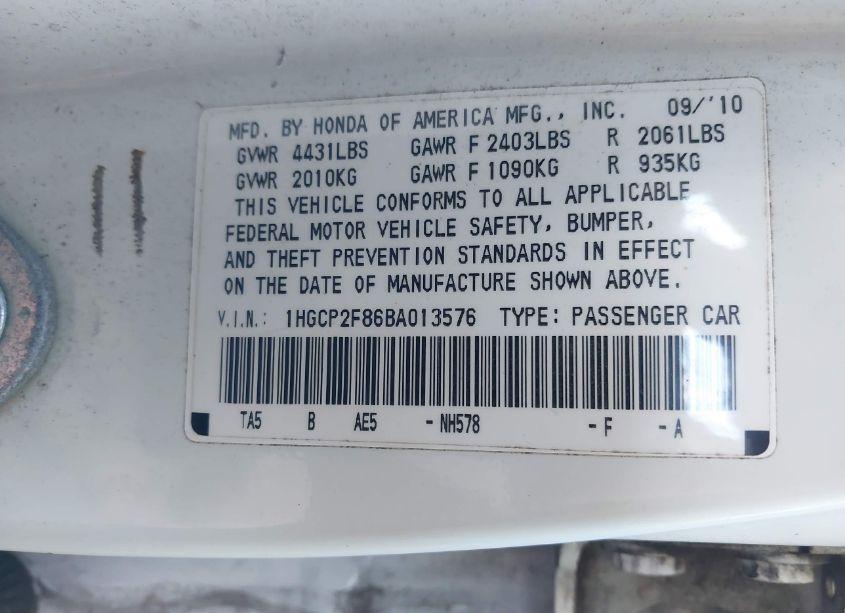 MFD. BY HONDA OF AMERICA MFG., INC. 09/'10
GVWR 4431LBS GAWR F 2403LBS R 2061LBS
GVWR 2010KG GAWR F 1090KG R 935KG
THIS VEHICLE CONFORMS TO ALL APPLICABLE
FEDERAL MOTOR VEHICLE SAFETY, BUMPER,
AND THEFT PREVENTION STANDARDS IN EFFECT
ON THE DATE OF MANUFACTURE SHOWN ABOVE.
V.I.N.: 1HGCP2F86BA013576 TYPE: PASSENGER CAR
TA5 B AE5 - NH578 - F - A